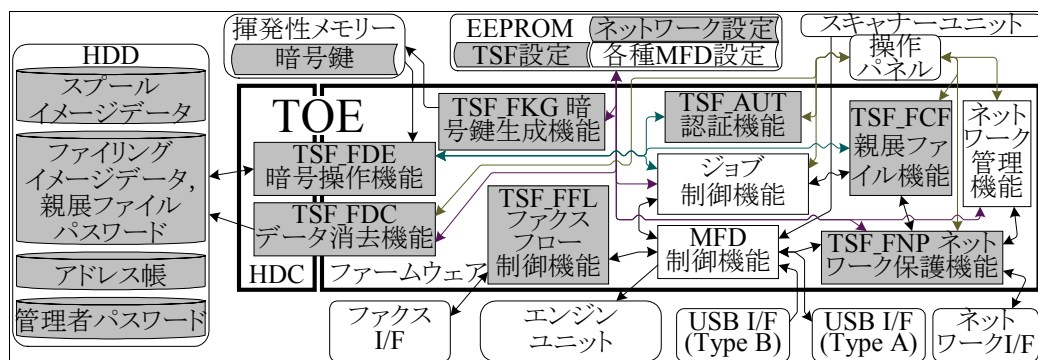 HDD
スプール
イメージデータ
ファイリング
イメージデータ,
親展ファイル
パスワード
アドレス帳
管理者パスワード
揮発性メモリー
暗号鍵
EEPROM
ネットワーク設定
TSF設定
各種MFD設定
スキャナーユニット
操作
パネル
TOE
TSF_FKG 暗
号鍵生成機能
TSF_AUT
認証機能
TSF_FCF
親展ファ
イル機能
ネット
ワーク
管理
機能
TSF_FDE
暗号操作機能
ジョブ
制御機能
TSF_FDC
データ消去機能
TSF_FFL
ファクス
フロー
制御機能
MFD
制御機能
TSF_FNP ネット
ワーク保護機能
HDC
ファームウェア
ファクス
I/F
エンジン
ユニット
USB I/F
(Type B)
USB I/F
(Type A)
ネット
ワークI/F